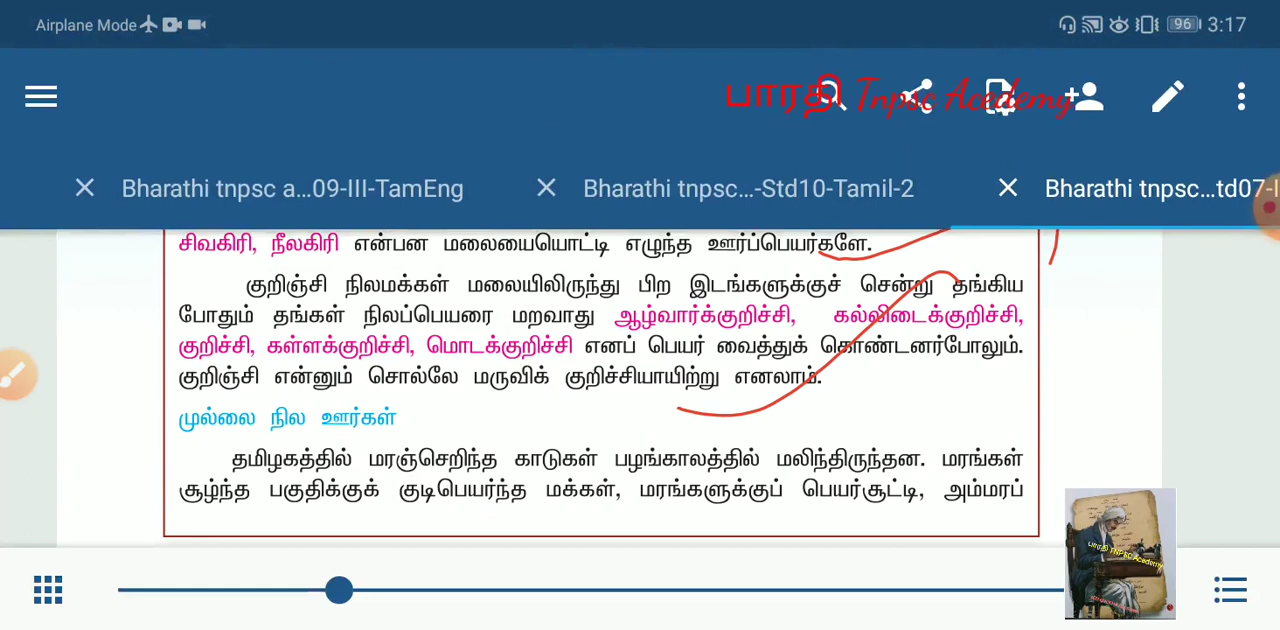 Airplane Mode 96 3:17
பாரதி Tnpsc Acedemy
Bharathi tnpsc a...09-III-TamEng Bharathi tnpsc...-Std10-Tamil-2 Bharathi tnpsc...td07-I
சிவகிரி, நீலகிரி என்பன மலையையொட்டி எழுந்த ஊர்ப்பெயர்களே.
குறிஞ்சி நிலமக்கள் மலையிலிருந்து பிற இடங்களுக்குச் சென்று தங்கிய
போதும் தங்கள் நிலப்பெயரை மறவாது ஆழ்வார்க்குறிச்சி, கல்லிடைக்குறிச்சி,
குறிச்சி, கள்ளக்குறிச்சி, மொடக்குறிச்சி எனப் பெயர் வைத்துக் கொண்டனர்போலும்.
குறிஞ்சி என்னும் சொல்லே மருவிக் குறிச்சியாயிற்று எனலாம்.
முல்லை நில ஊர்கள்
தமிழகத்தில் மரஞ்செறிந்த காடுகள் பழங்காலத்தில் மலிந்திருந்தன. மரங்கள்
சூழ்ந்த பகுதிக்குக் குடிபெயர்ந்த மக்கள், மரங்களுக்குப் பெயர்சூட்டி, அம்மரப்
பாரதி TNPSC Academy